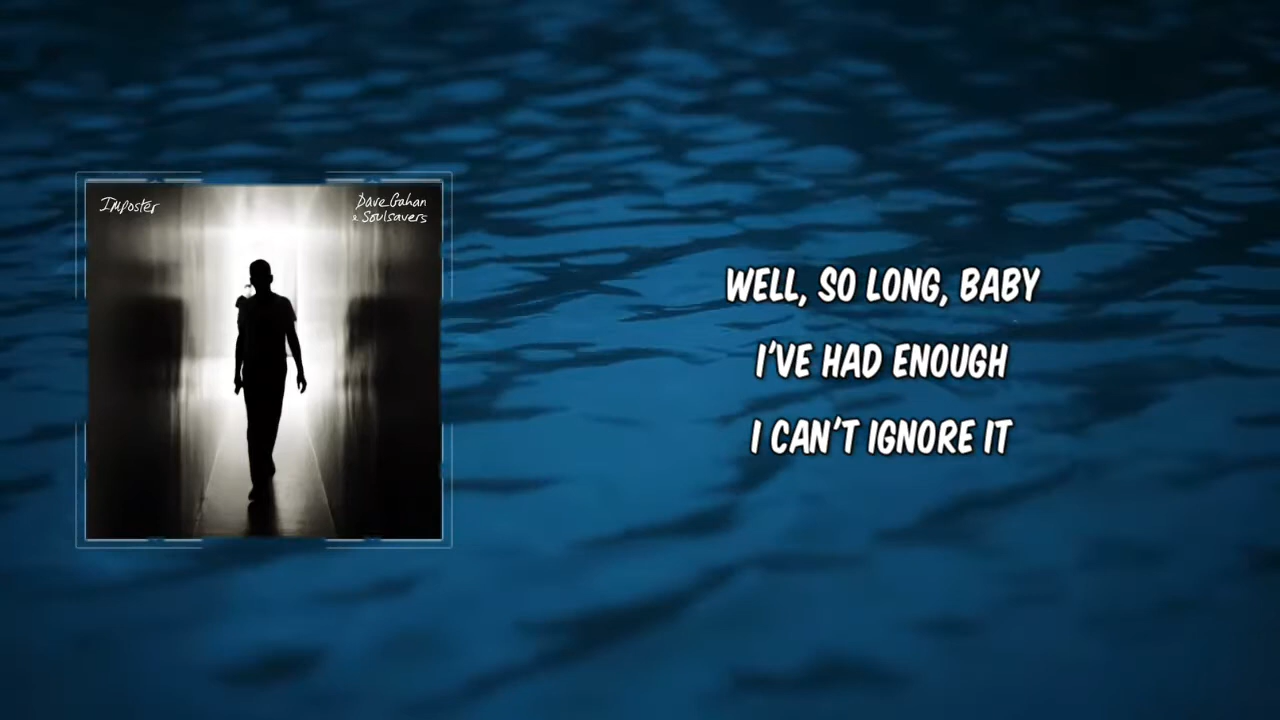 Imposter
Dave Gahan
& Soulsavers
WELL, SO LONG, BABY
I'VE HAD ENOUGH
I CAN'T IGNORE IT